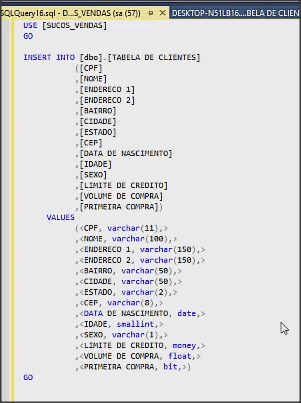 SQLQuery16.sql - D...S_VENDAS (sa (57)) DESKTOP-N51LB16....BELA DE CLIEN
USE [SUCOS_VENDAS]
GO
INSERT INTO [dbo].[TABELA DE CLIENTES]
([CPF]
,[NOME]
,[ENDERECO 1]
,[ENDERECO 2]
,[BAIRRO]
,[CIDADE]
,[ESTADO]
,[CEP]
,[DATA DE NASCIMENTO]
,[IDADE]
,[SEXO]
,[LIMITE DE CREDITO]
,[VOLUME DE COMPRA]
,[PRIMEIRA COMPRA])
VALUES
(<CPF, varchar(11),>
,<NOME, varchar(100),>
,<ENDERECO 1, varchar(150),>
,<ENDERECO 2, varchar(150),>
,<BAIRRO, varchar(50),>
,<CIDADE, varchar(50),>
,<ESTADO, varchar(2),>
,<CEP, varchar(8),>
,<DATA DE NASCIMENTO, date,>
,<IDADE, smallint,>
,<SEXO, varchar(1),>
,<LIMITE DE CREDITO, money,>
,<VOLUME DE COMPRA, float,>
,<PRIMEIRA COMPRA, bit,>)
GO